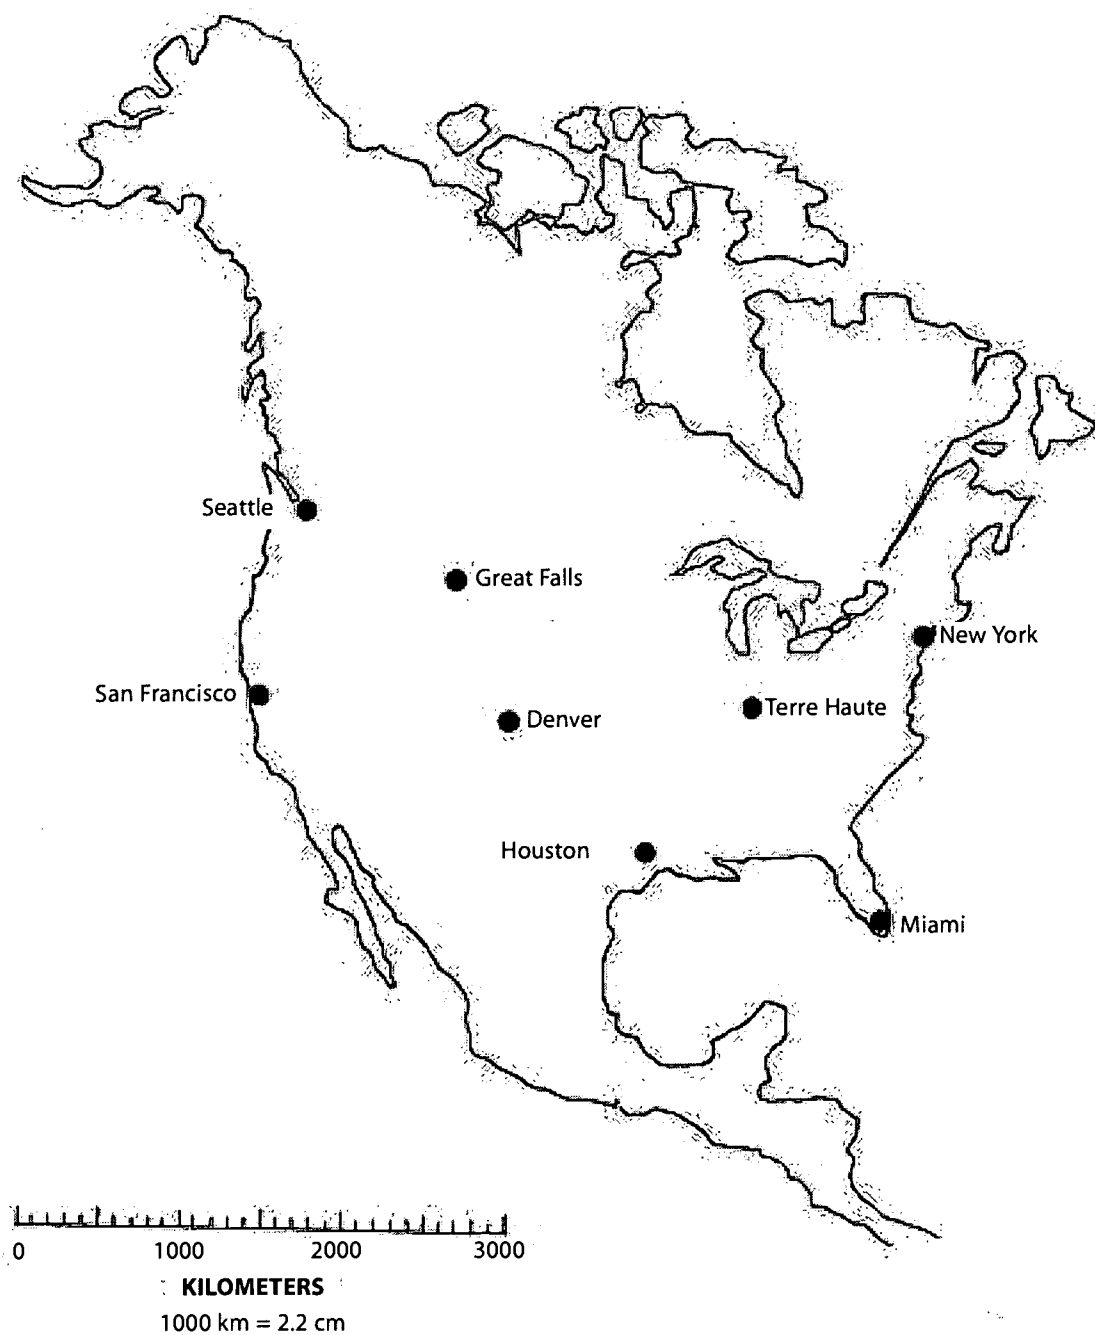 Seattle
Great Falls
New York
San Francisco
Terre Haute
Denver
Houston
Miami
0 1000 2000 3000
KILOMETERS
1000 km = 2.2 cm